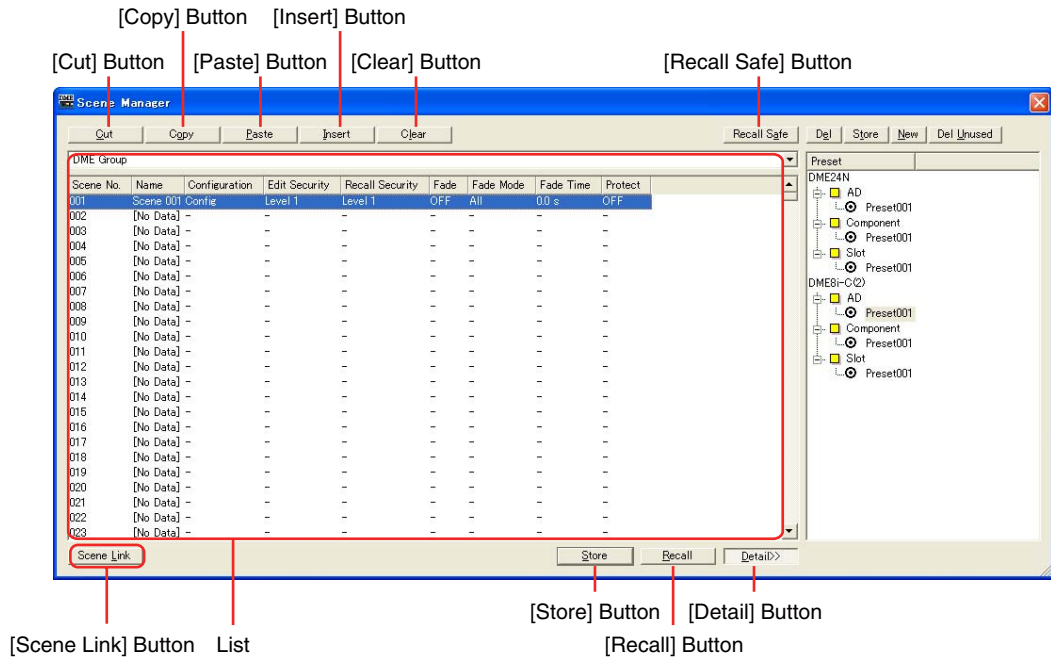 [Copy] Button [Insert] Button
[Cut] Button [Paste] Button [Clear] Button [Recall Safe] Button
DME Scene Manager
Cut Copy Paste Insert Clear Recall Safe Del Store New Del Unused
DME Group
Preset
Scene No. Name Configuration Edit Security Recall Security Fade Fade Mode Fade Time Protect
001 Scene 001 Config Level 1 Level 1 OFF All 0.0 s OFF
002 [No Data] - - - - - - -
003 [No Data] - - - - - - -
004 [No Data] - - - - - - -
005 [No Data] - - - - - - -
006 [No Data] - - - - - - -
007 [No Data] - - - - - - -
008 [No Data] - - - - - - -
009 [No Data] - - - - - - -
010 [No Data] - - - - - - -
011 [No Data] - - - - - - -
012 [No Data] - - - - - - -
013 [No Data] - - - - - - -
014 [No Data] - - - - - - -
015 [No Data] - - - - - - -
016 [No Data] - - - - - - -
017 [No Data] - - - - - - -
018 [No Data] - - - - - - -
019 [No Data] - - - - - - -
020 [No Data] - - - - - - -
021 [No Data] - - - - - - -
022 [No Data] - - - - - - -
023 [No Data] - - - - - - -
DME24N
AD
Preset001
Component
Preset001
Slot
Preset001
DME8i-C(2)
AD
Preset001
Component
Preset001
Slot
Preset001
Scene Link Store Recall Detail>>
[Store] Button [Detail] Button
[Scene Link] Button List [Recall] Button